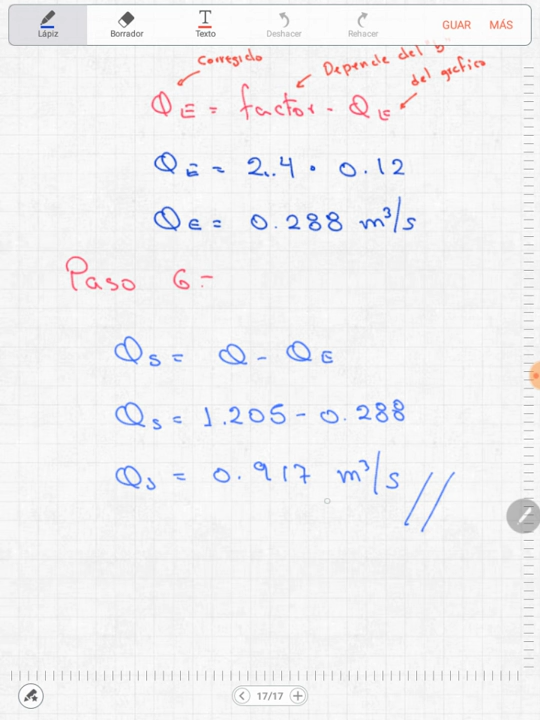 Lápiz Borrador Texto Deshacer Rehacer GUAR MÁS
Corregido
Depende del "b"
del grafico
QE = factor . QE
QE = 2.4 . 0.12
QE = 0.288 m³/s
Paso 6:-
Qs = Q - QE
Qs = 1.205 - 0.288
Qs = 0.917 m³/s //
17/17